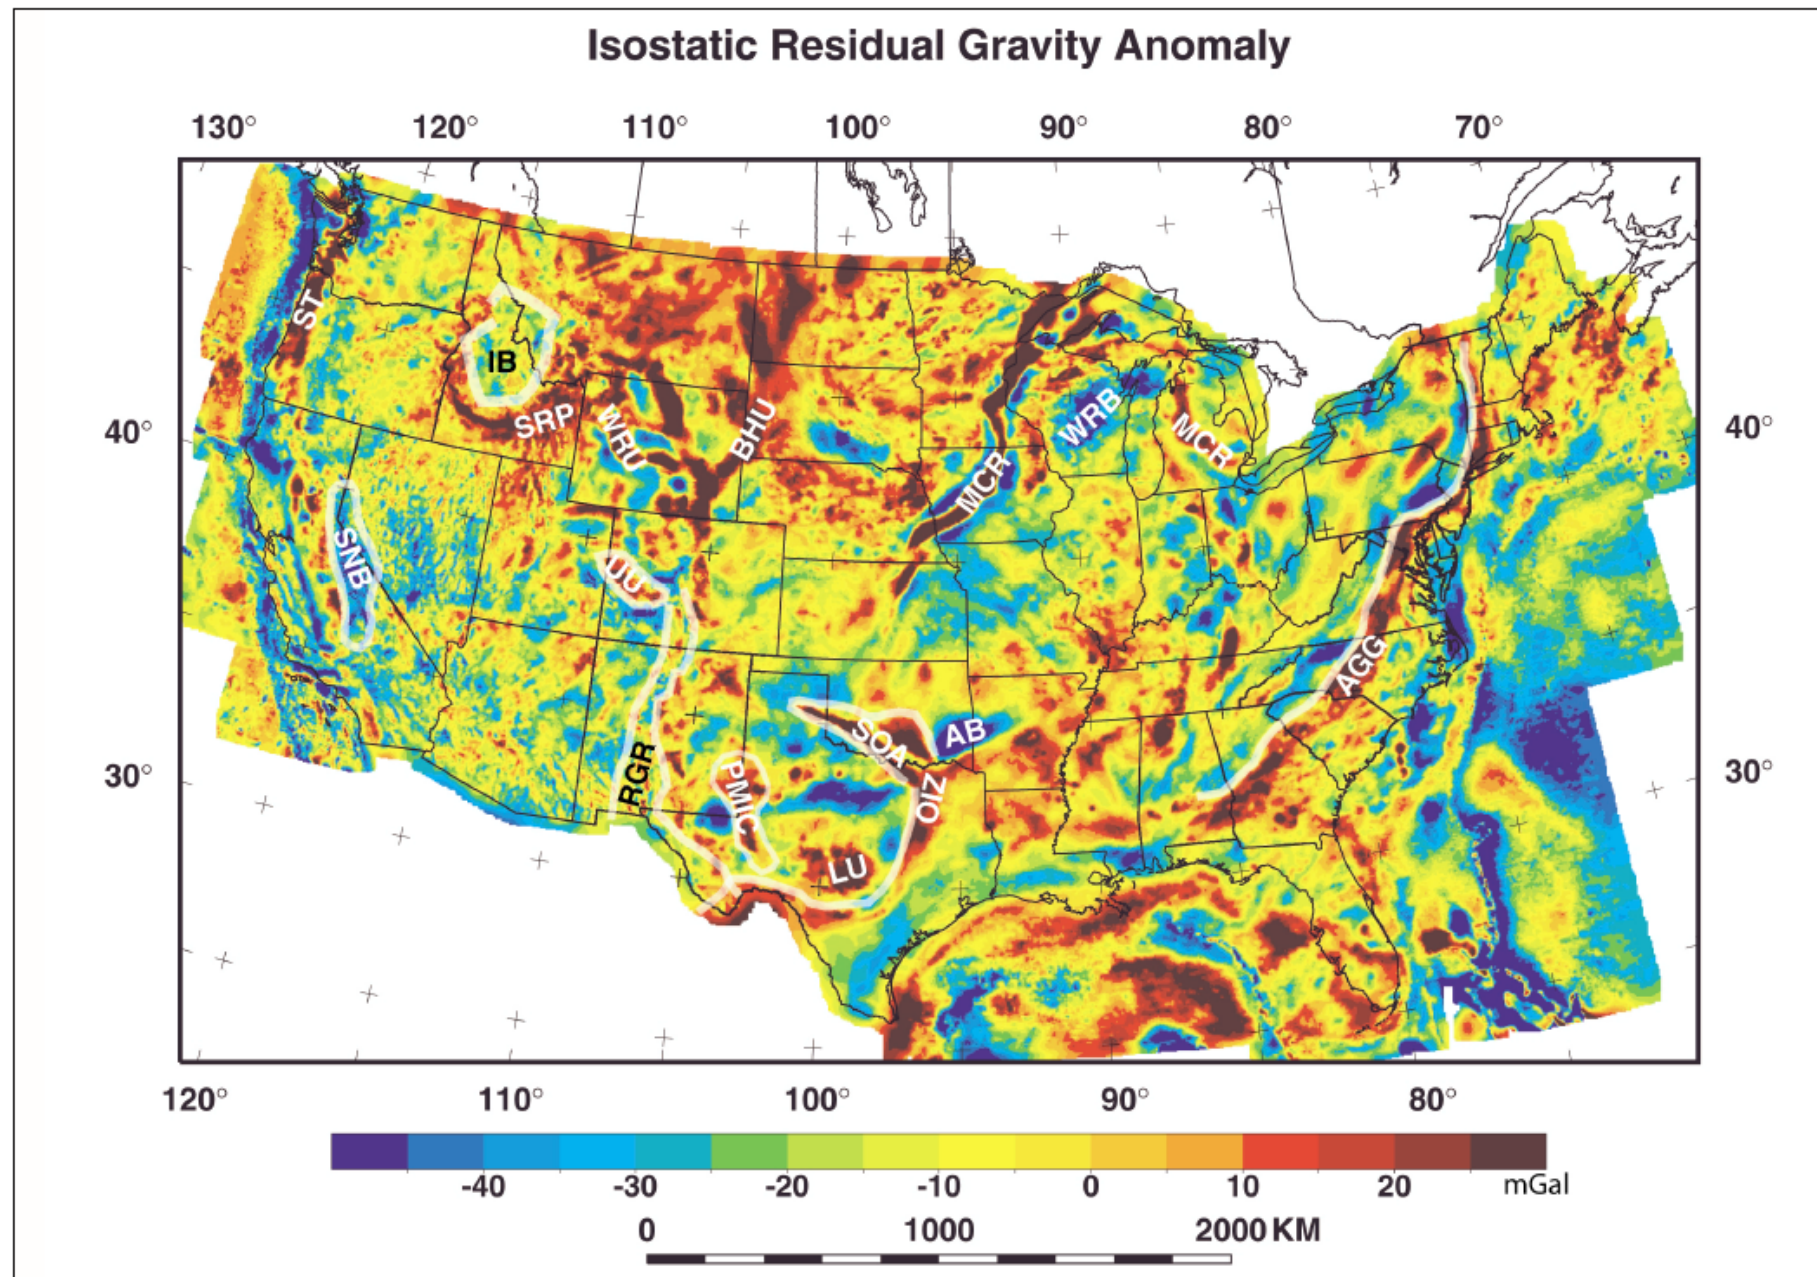 Isostatic Residual Gravity Anomaly
130° 120° 110° 100° 90° 80° 70°
ST
IB
SRP
WRU
BHU
WRB
MCR
40° 40°
MCR
SNB
UU
AGG
SOA
AB
RGR
PMIC
OIZ
30° 30°
LU
120° 110° 100° 90° 80°
-40 -30 -20 -10 0 10 20 mGal
0 1000 2000 KM